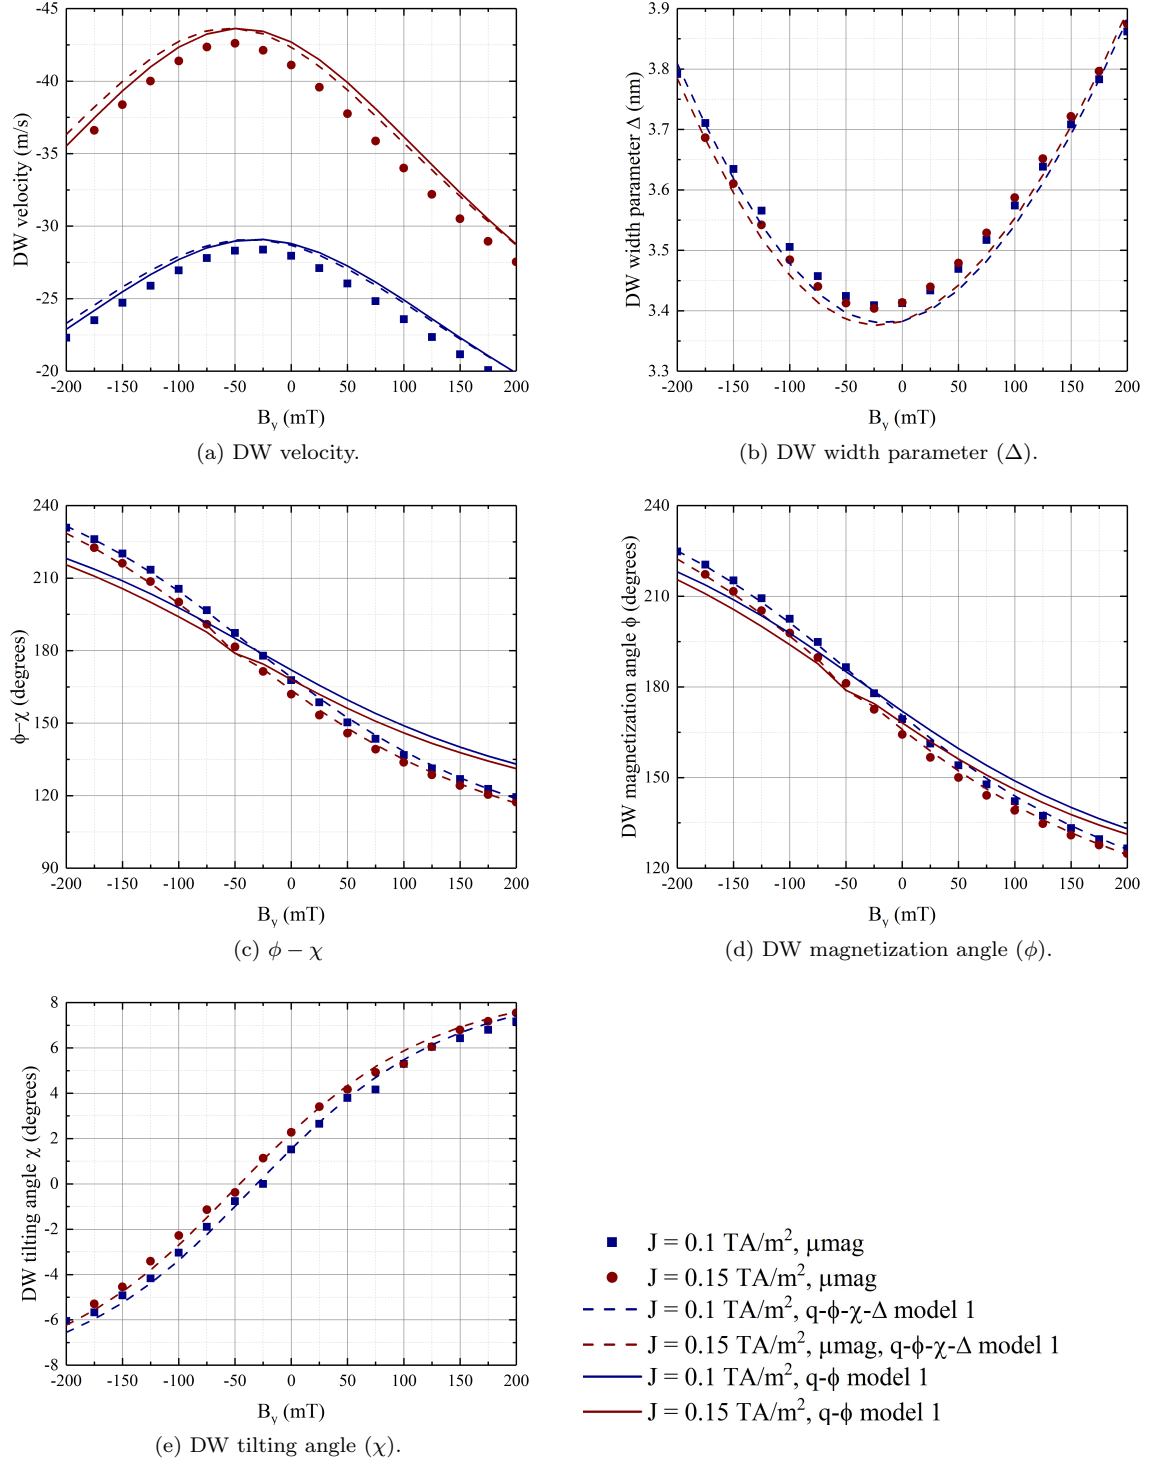 -45
-40
-35
-30
-25
-20
DW velocity (m/s)
-200 -150 -100 -50 0 50 100 150 200
B_y (mT)
(a) DW velocity.
3.9
3.8
3.7
3.6
3.5
3.4
3.3
DW width parameter Δ (nm)
-200 -150 -100 -50 0 50 100 150 200
B_y (mT)
(b) DW width parameter (Δ).
240
210
180
150
120
90
ϕ−χ (degrees)
-200 -150 -100 -50 0 50 100 150 200
B_y (mT)
(c) ϕ − χ
240
210
180
150
120
DW magnetization angle ϕ (degrees)
-200 -150 -100 -50 0 50 100 150 200
B_y (mT)
(d) DW magnetization angle (ϕ).
8
6
4
2
0
-2
-4
-6
-8
DW tilting angle χ (degrees)
-200 -150 -100 -50 0 50 100 150 200
B_y (mT)
(e) DW tilting angle (χ).
J = 0.1 TA/m², μmag
J = 0.15 TA/m², μmag
J = 0.1 TA/m², q-ϕ-χ-Δ model 1
J = 0.15 TA/m², μmag, q-ϕ-χ-Δ model 1
J = 0.1 TA/m², q-ϕ model 1
J = 0.15 TA/m², q-ϕ model 1